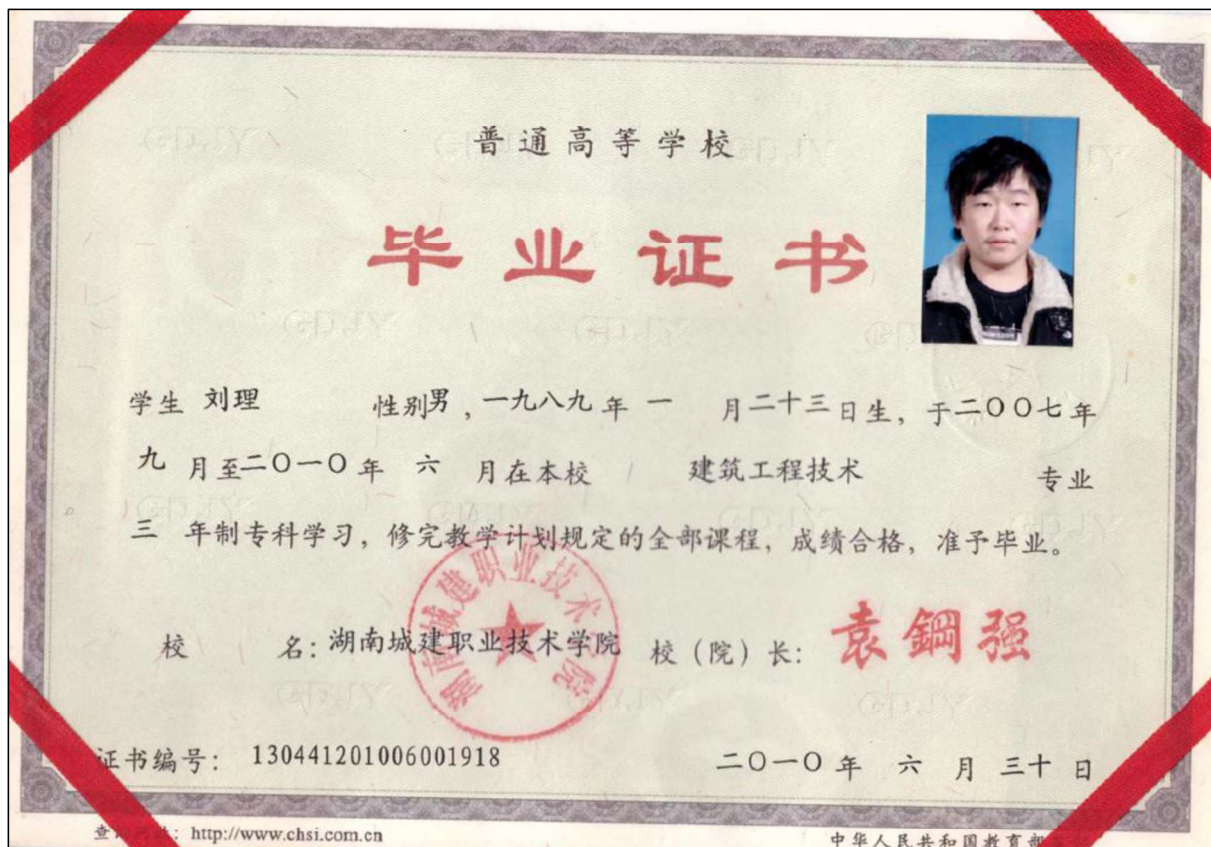 普通高等学校
毕业证书
学生 刘理 性别男,一九八九年 一 月二十三日生,于二〇〇七年
九 月至二〇一〇年 六 月在本校 建筑工程技术 专业
三 年制专科学习,修完教学计划规定的全部课程,成绩合格,准予毕业。
湖南城建职业技术学院
校 名:湖南城建职业技术学院 校(院)长: 袁鋼强
证书编号: 130441201006001918 二〇一〇年 六 月 三十 日
http://www.chsi.com.cn 中华人民共和国教育部